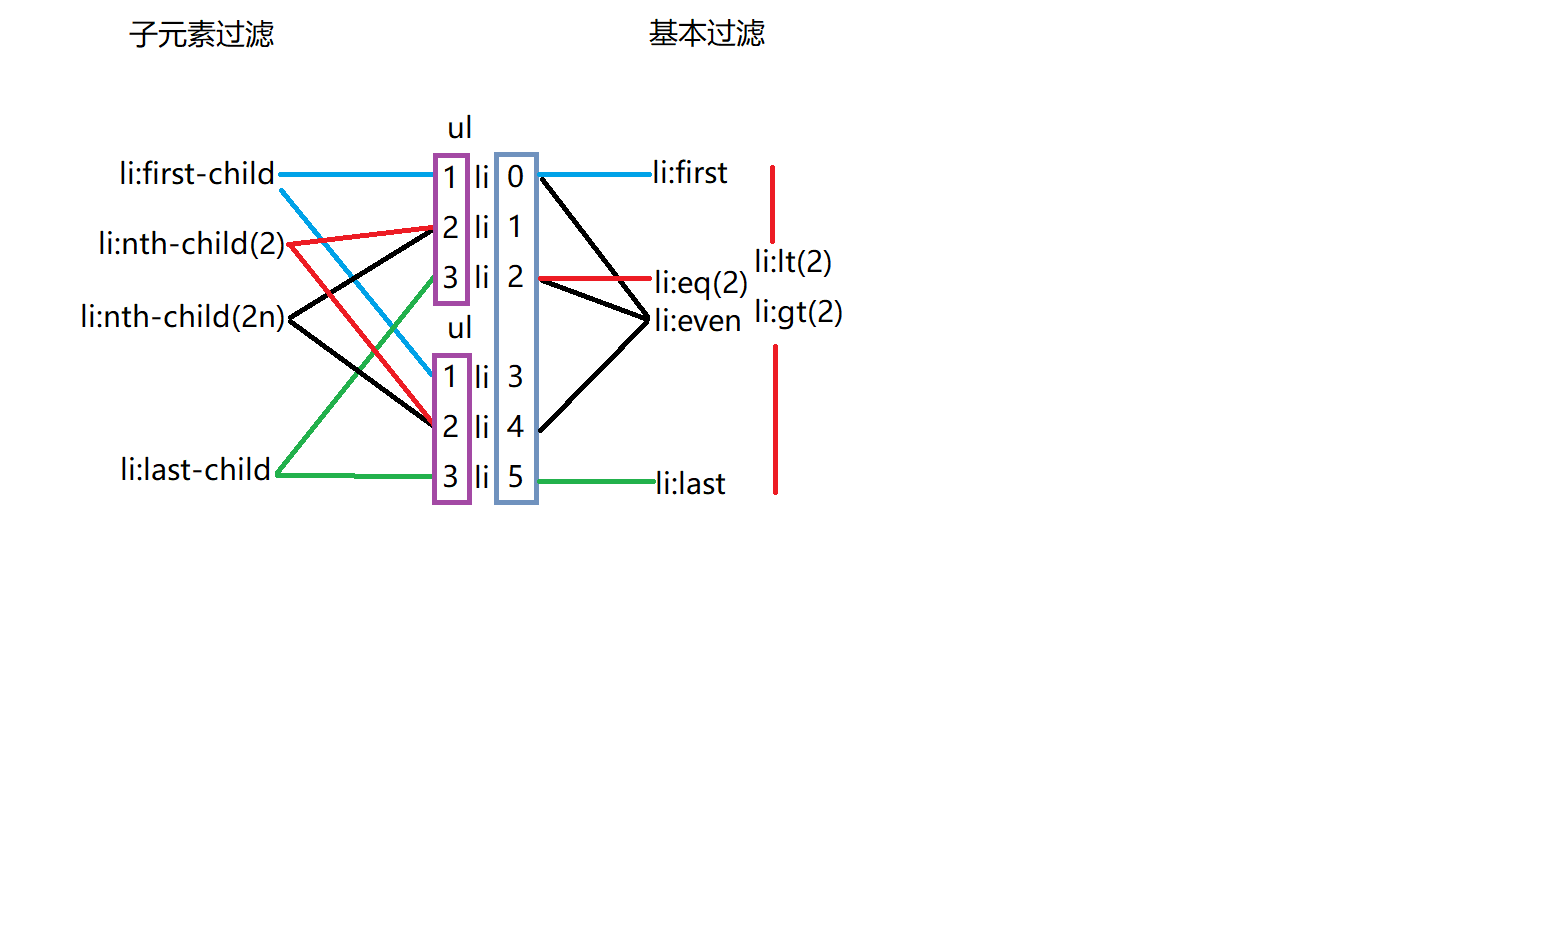 子元素过滤 基本过滤
ul
li:first-child 1 li 0 li:first
li:nth-child(2) 2 li 1
li:lt(2)
3 li 2 li:eq(2)
li:nth-child(2n) ul li:even li:gt(2)
1 li 3
2 li 4
li:last-child 3 li 5 li:last